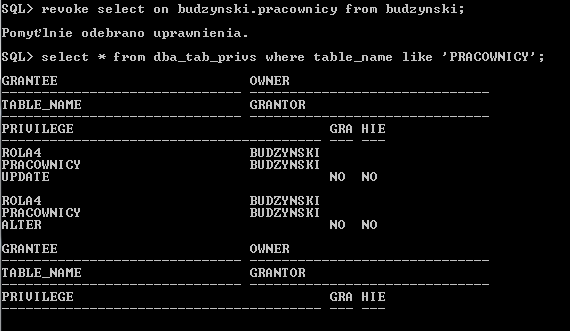 SQL> revoke select on budzynski.pracownicy from budzynski;
Pomyťlnie odebrano uprawnienia.
SQL> select * from dba_tab_privs where table_name like 'PRACOWNICY';
GRANTEE OWNER
------------------------------ ------------------------------
TABLE_NAME GRANTOR
------------------------------ ------------------------------
PRIVILEGE GRA HIE
---------------------------------------- --- ---
ROLA4 BUDZYNSKI
PRACOWNICY BUDZYNSKI
UPDATE NO NO
ROLA4 BUDZYNSKI
PRACOWNICY BUDZYNSKI
ALTER NO NO
GRANTEE OWNER
------------------------------ ------------------------------
TABLE_NAME GRANTOR
------------------------------ ------------------------------
PRIVILEGE GRA HIE
---------------------------------------- --- ---